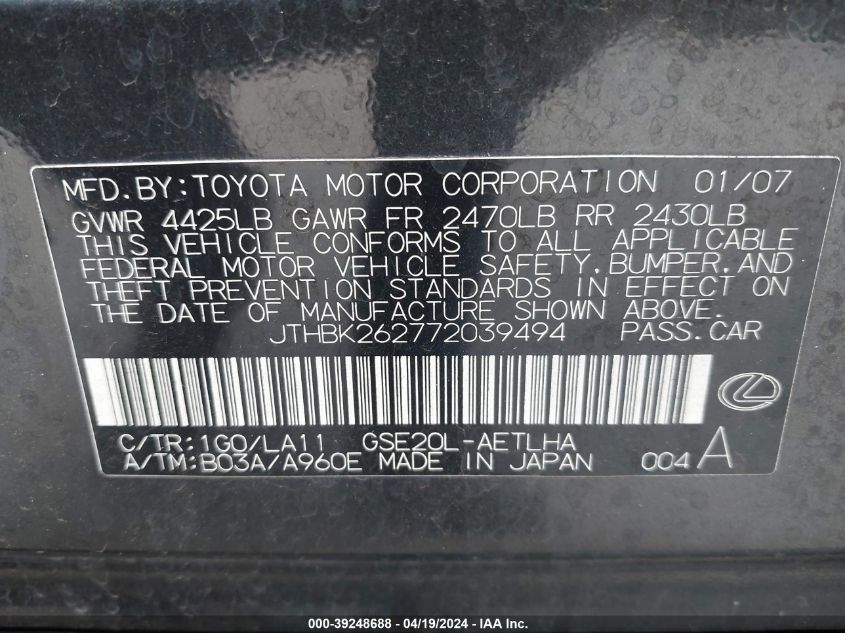 MFD.BY:TOYOTA MOTOR CORPORATION 01/07
GVWR 4425LB GAWR FR 2470LB RR 2430LB
THIS VEHICLE CONFORMS TO ALL APPLICABLE
FEDERAL MOTOR VEHICLE SAFETY,BUMPER,AND
THEFT PREVENTION STANDARDS IN EFFECT ON
THE DATE OF MANUFACTURE SHOWN ABOVE.
JTHBK262772039494 PASS.CAR
C/TR:1G0/LA11 GSE20L-AETLHA
A/TM:B03A/A960E MADE IN JAPAN 004 A
000-39248688 - 04/19/2024 - IAA Inc.